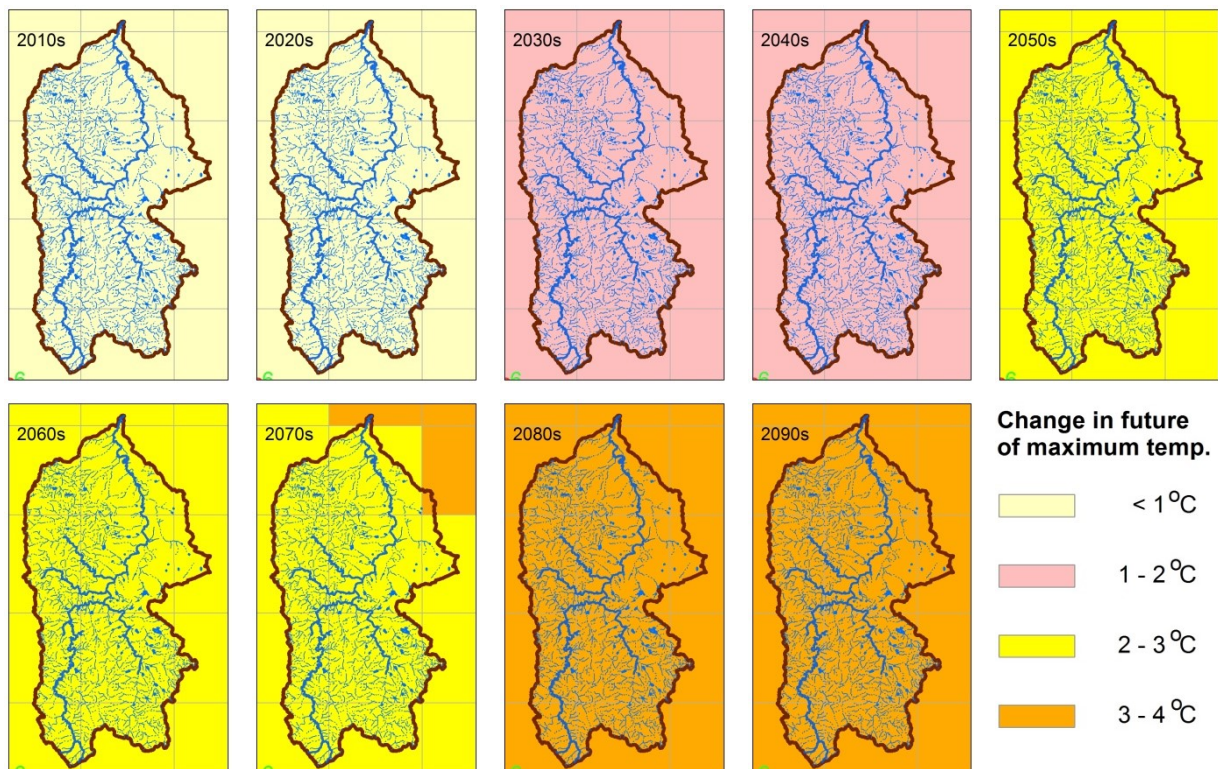 2010s
2020s
2030s
2040s
2050s
2060s
2070s
2080s
2090s
Change in future
of maximum temp.
< 1 °C
1 - 2 °C
2 - 3 °C
3 - 4 °C